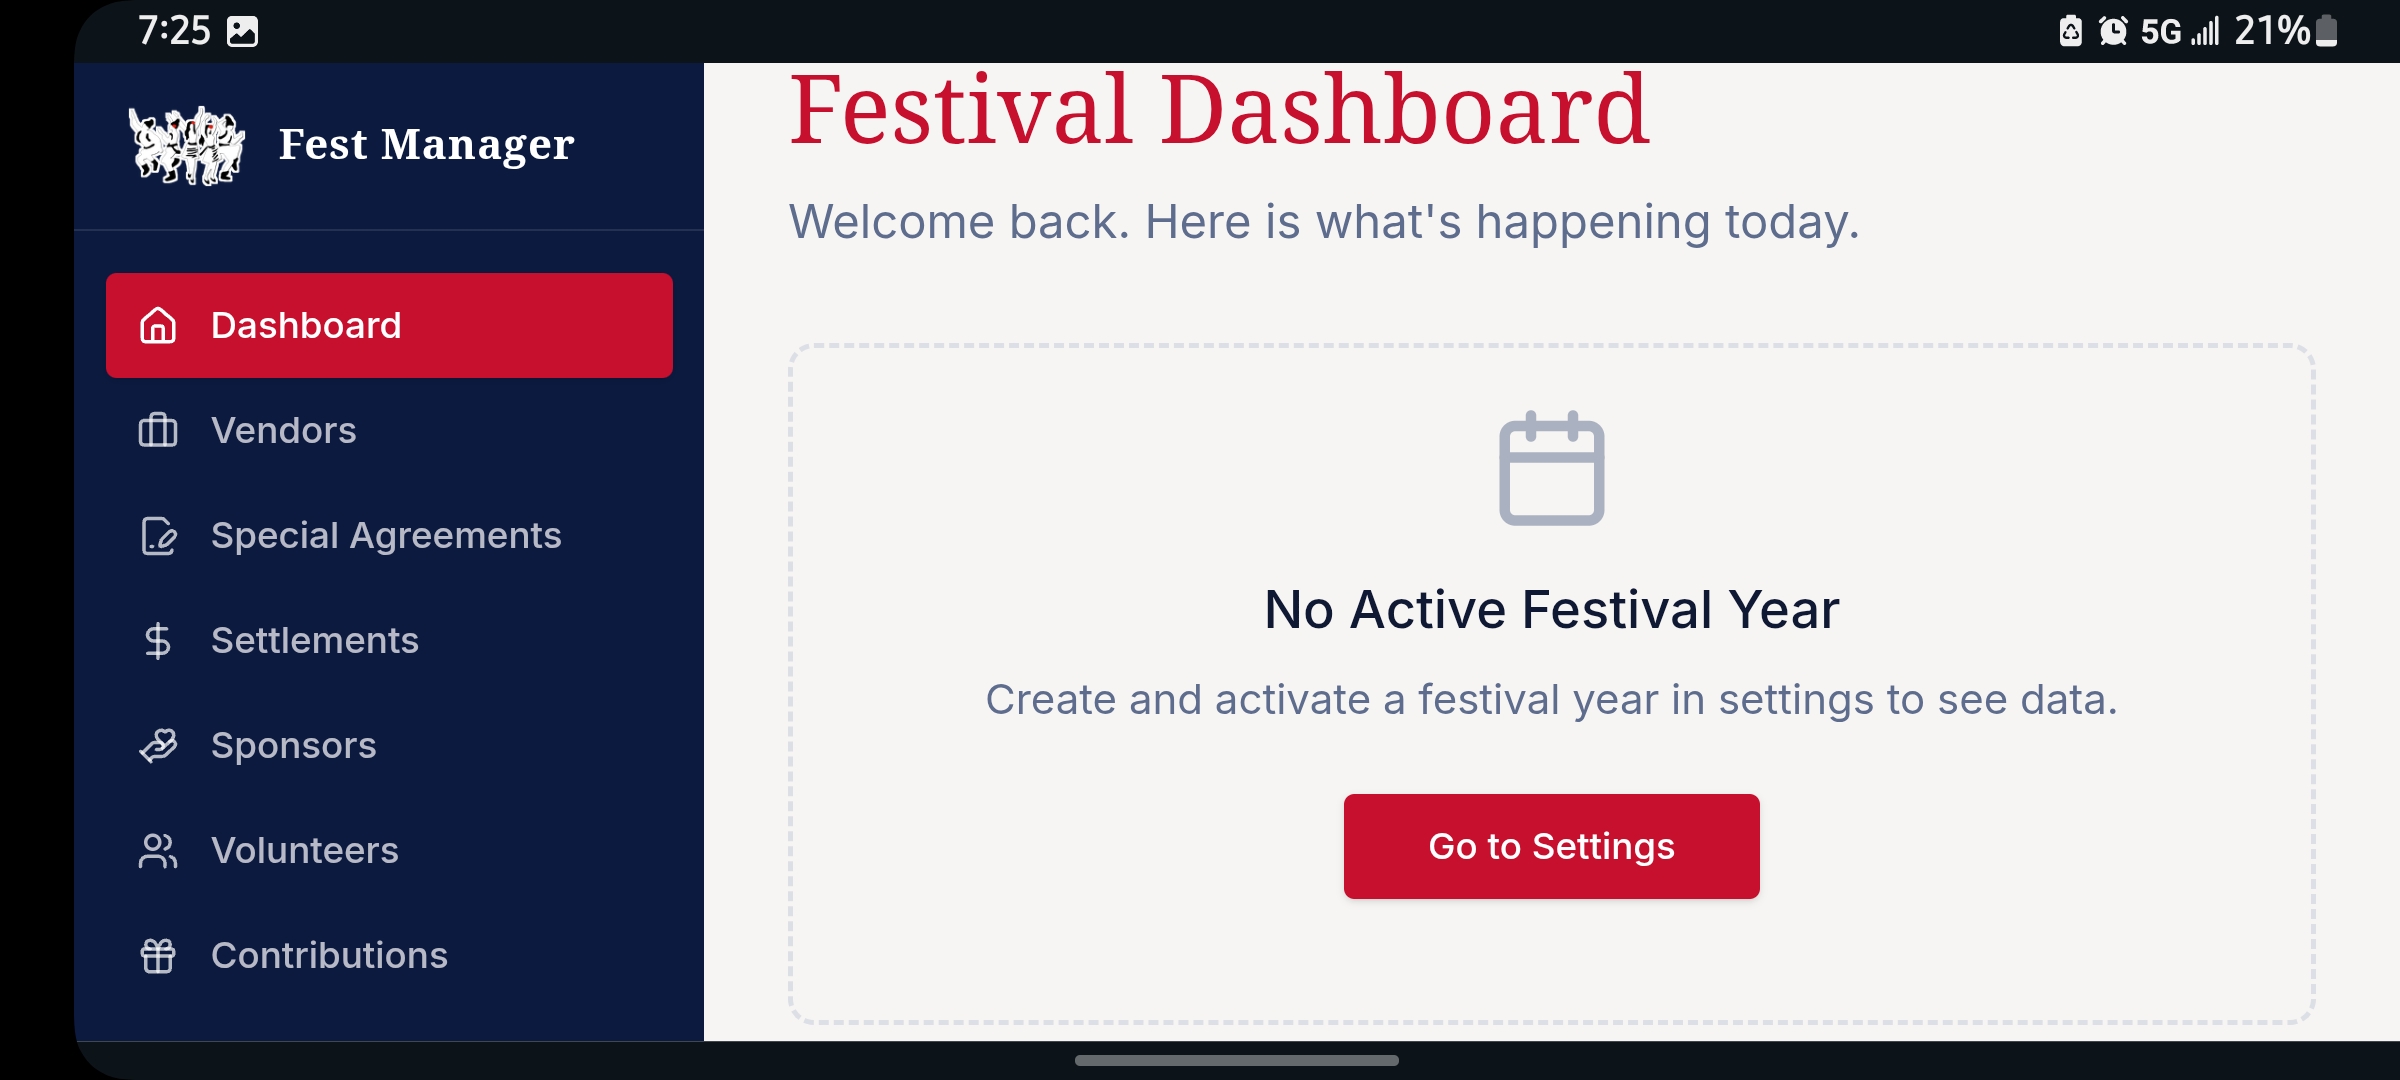 7:25
5G 21%
Fest Manager
Dashboard
Vendors
Special Agreements
Settlements
Sponsors
Volunteers
Contributions
Festival Dashboard
Welcome back. Here is what's happening today.
No Active Festival Year
Create and activate a festival year in settings to see data.
Go to Settings